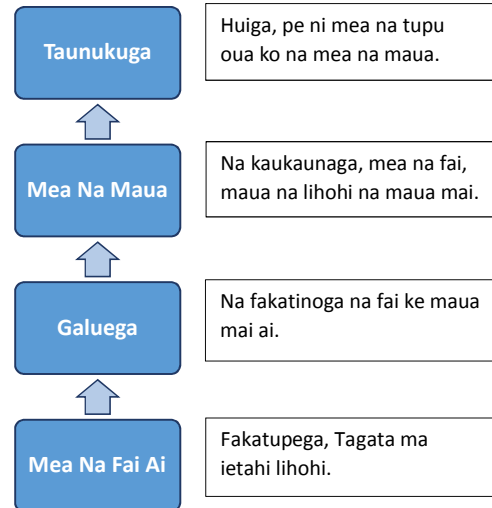 Taunukuga
Huiga, pe ni mea na tupu
oua ko na mea na maua.
Mea Na Maua
Na kaukaunaga, mea na fai,
maua na lihohi na maua mai.
Galuega
Na fakatinoga na fai ke maua
mai ai.
Mea Na Fai Ai
Fakatupega, Tagata ma
ietahi lihohi.